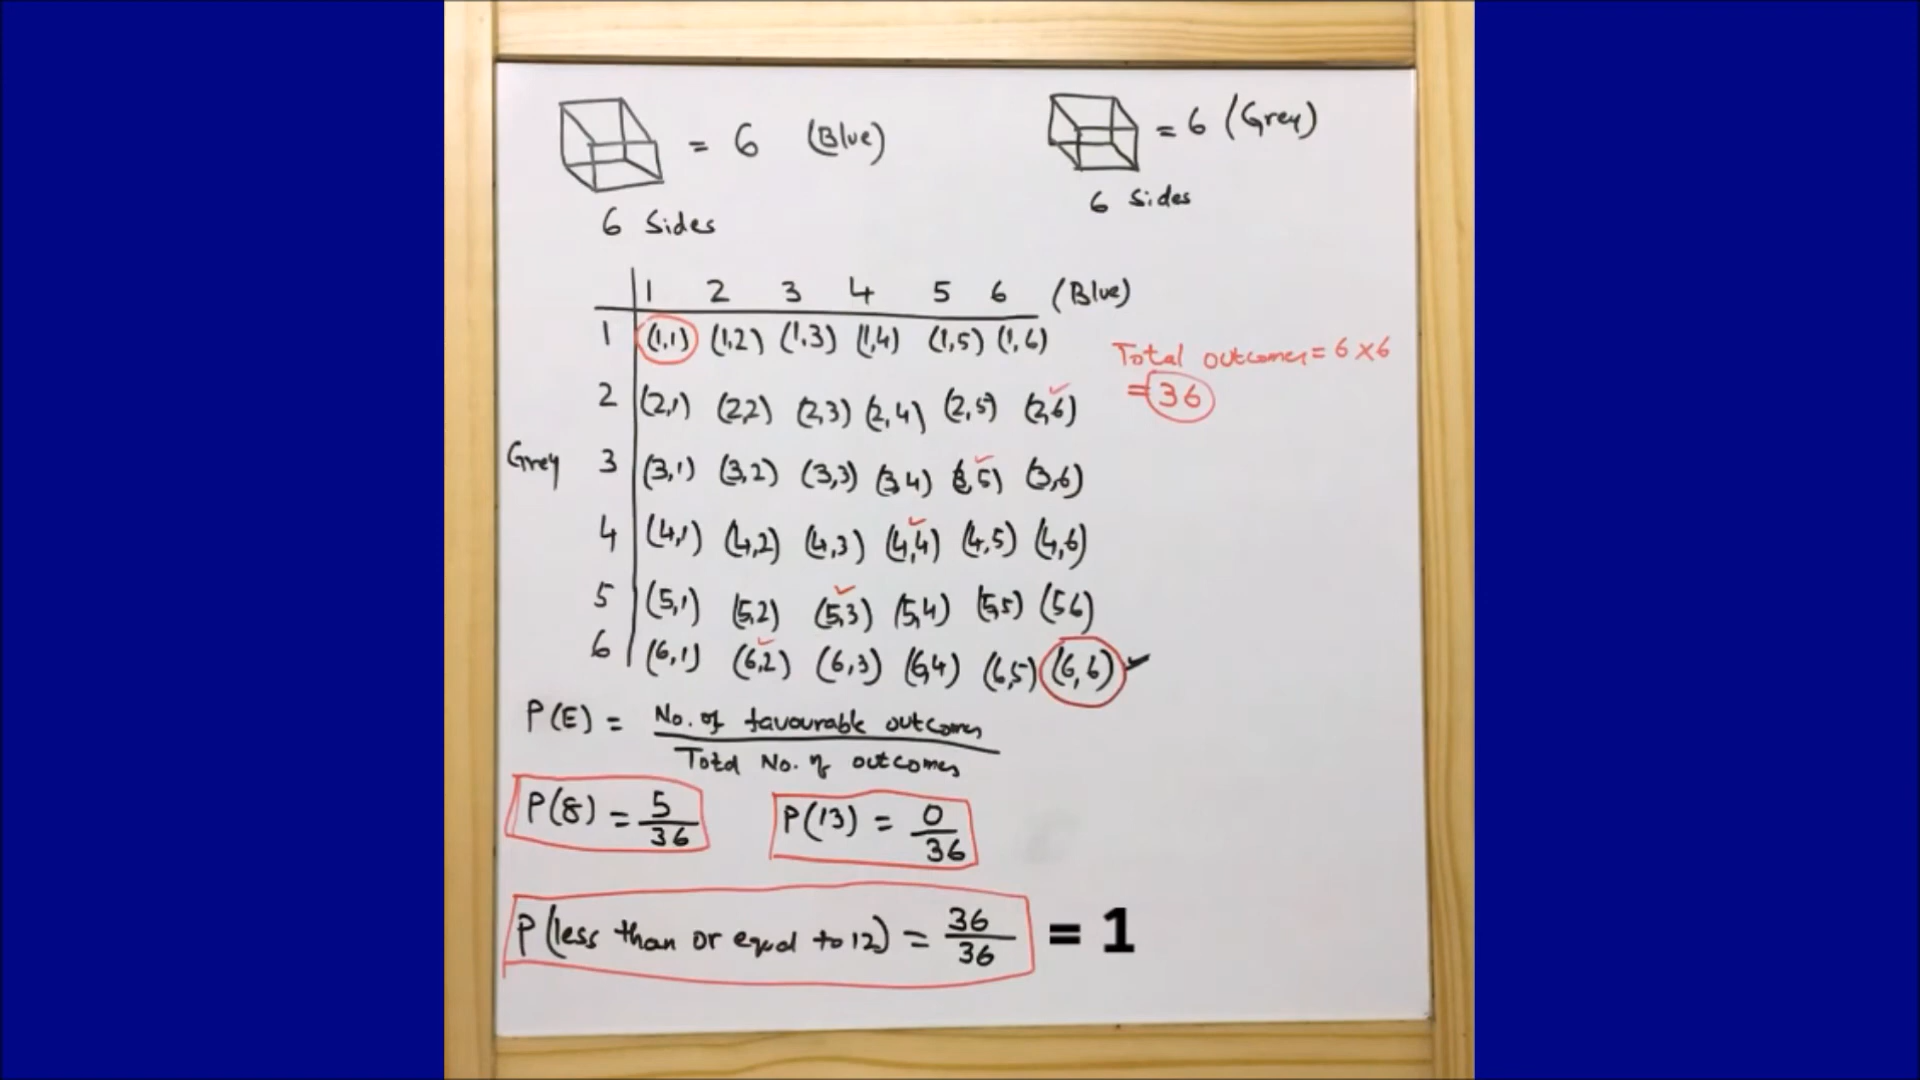 = 6 (Blue)
= 6 (Grey)
6 Sides
6 Sides
1 2 3 4 5 6 (Blue)
1 (1,1) (1,2) (1,3) (1,4) (1,5) (1,6)
Total outcomes = 6 x 6
= 36
2 (2,1) (2,2) (2,3) (2,4) (2,5) (2,6)
Grey 3 (3,1) (3,2) (3,3) (3,4) (3,5) (3,6)
4 (4,1) (4,2) (4,3) (4,4) (4,5) (4,6)
5 (5,1) (5,2) (5,3) (5,4) (5,5) (56)
6 (6,1) (6,2) (6,3) (6,4) (6,5) (6,6)
P(E) = No. of favourable outcomes
Total No. of outcomes
P(8) = 5/36
P(13) = 0/36
P(less than or equal to 12) = 36/36 = 1